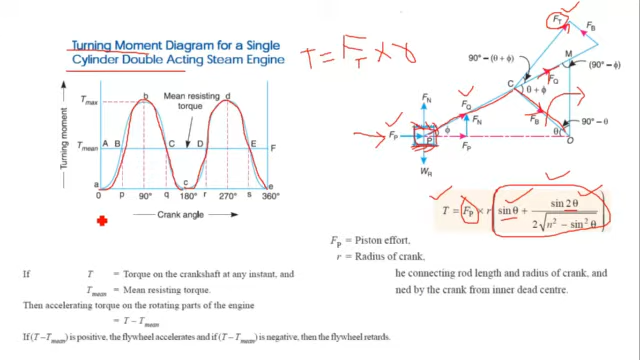 Turning Moment Diagram for a Single
Cylinder Double Acting Steam Engine
T = F_T × r
Turning moment
T_max
T_mean
Mean resisting
torque
a
b
c
d
e
A B C D E F
0 p 90° q 180° r 270° s 360°
Crank angle
F_T
F_B
90° − (θ + ϕ)
M
F_Q
(90° − ϕ)
C
θ + ϕ
F_N
F_Q
F_N
F_B
F_P
P
ϕ
θ
O
90° − θ
F_P
W_R
T = F_P × r ( sin θ + sin 2θ / 2√(n² − sin² θ) )
F_P = Piston effort,
r = Radius of crank,
he connecting rod length and radius of crank, and
ned by the crank from inner dead centre.
If T = Torque on the crankshaft at any instant, and
T_mean = Mean resisting torque.
Then accelerating torque on the rotating parts of the engine
= T − T_mean
If (T − T_mean) is positive, the flywheel accelerates and if (T − T_mean) is negative, then the flywheel retards.